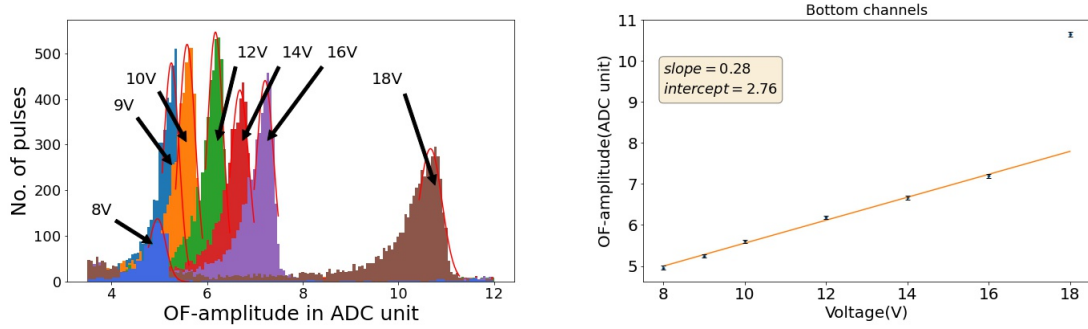 500
400
300
200
100
0
No. of pulses
4
6
8
10
12
OF-amplitude in ADC unit
8V
9V
10V
12V
14V
16V
18V
Bottom channels
slope = 0.28
intercept = 2.76
11
10
9
8
7
6
5
OF-amplitude(ADC unit)
8
10
12
14
16
18
Voltage(V)